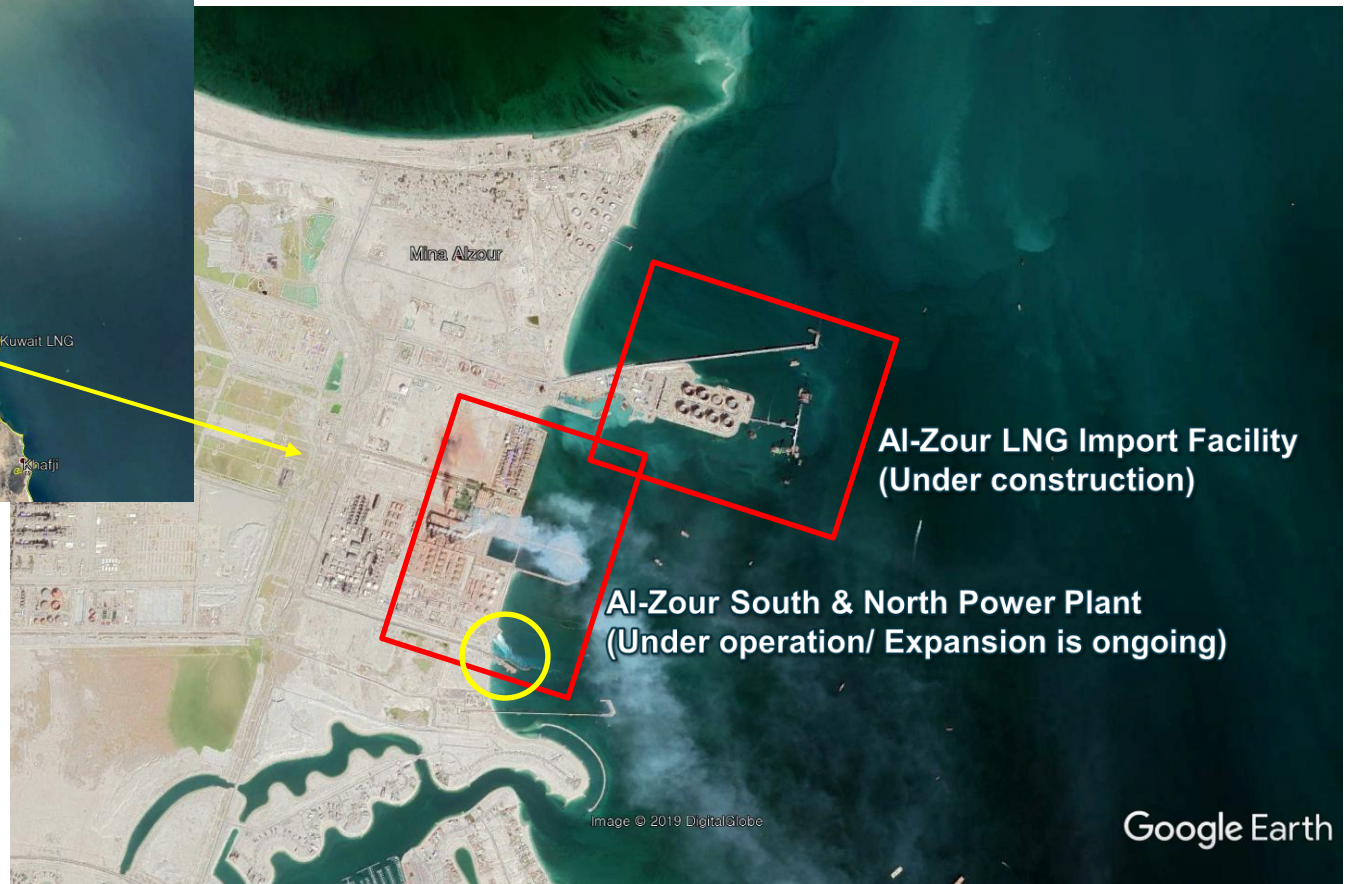 Mina Alzour
Kuwait LNG
Al-Zour LNG Import Facility
(Under construction)
Khafji
Al-Zour South & North Power Plant
(Under operation/ Expansion is ongoing)
Image © 2019 DigitalGlobe
Google Earth